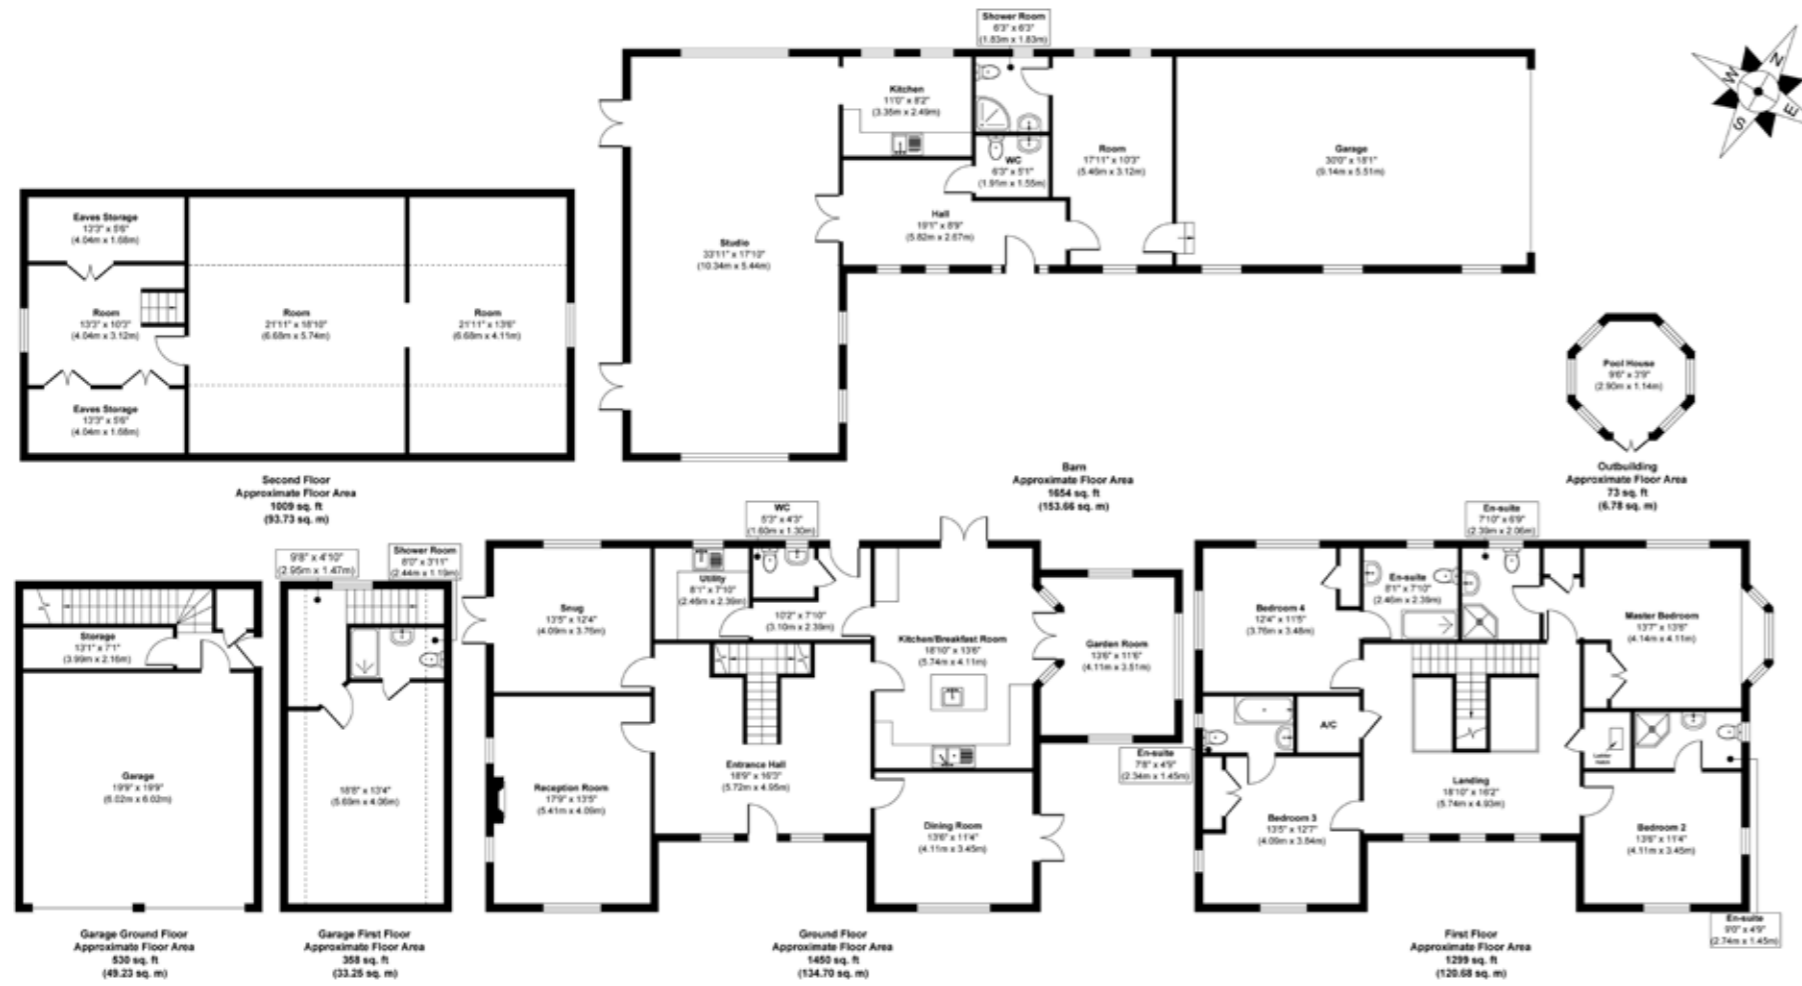 Shower Room
6'3" x 6'3"
(1.83m x 1.83m)
N
W
E
S
Kitchen
11'0" x 8'2"
(3.35m x 2.49m)
WC
6'3" x 5'1"
(1.91m x 1.55m)
Room
17'11" x 10'3"
(5.46m x 3.12m)
Garage
30'0" x 18'1"
(9.14m x 5.51m)
Hall
19'1" x 8'9"
(5.82m x 2.67m)
Studio
33'11" x 17'10"
(10.34m x 5.44m)
Eaves Storage
13'3" x 5'6"
(4.04m x 1.68m)
Room
13'3" x 10'3"
(4.04m x 3.12m)
Room
21'11" x 18'10"
(6.68m x 5.74m)
Room
21'11" x 13'6"
(6.68m x 4.11m)
Eaves Storage
13'3" x 5'6"
(4.04m x 1.68m)
Pool House
9'6" x 3'9"
(2.90m x 1.14m)
Second Floor
Approximate Floor Area
1009 sq. ft
(93.73 sq. m)
Barn
Approximate Floor Area
1654 sq. ft
(153.66 sq. m)
Outbuilding
Approximate Floor Area
73 sq. ft
(6.78 sq. m)
9'8" x 4'10"
(2.95m x 1.47m)
Shower Room
8'0" x 3'11"
(2.44m x 1.19m)
Storage
13'1" x 7'1"
(3.99m x 2.16m)
Garage
19'9" x 19'9"
(6.02m x 6.02m)
18'8" x 13'4"
(5.69m x 4.06m)
WC
5'3" x 4'3"
(1.60m x 1.30m)
Snug
13'5" x 12'4"
(4.09m x 3.76m)
Utility
8'1" x 7'10"
(2.46m x 2.39m)
10'2" x 7'10"
(3.10m x 2.39m)
Kitchen/Breakfast Room
18'10" x 13'6"
(5.74m x 4.11m)
Garden Room
13'6" x 11'6"
(4.11m x 3.51m)
Entrance Hall
18'9" x 16'3"
(5.72m x 4.95m)
Reception Room
17'9" x 13'5"
(5.41m x 4.09m)
Dining Room
13'6" x 11'4"
(4.11m x 3.45m)
En-suite
7'10" x 6'9"
(2.39m x 2.06m)
Bedroom 4
12'4" x 11'5"
(3.76m x 3.48m)
En-suite
8'1" x 7'10"
(2.46m x 2.39m)
Master Bedroom
13'7" x 13'6"
(4.14m x 4.11m)
A/C
En-suite
7'8" x 4'9"
(2.34m x 1.45m)
Landing
18'10" x 16'2"
(5.74m x 4.93m)
Bedroom 3
13'5" x 12'7"
(4.09m x 3.84m)
Bedroom 2
13'6" x 11'4"
(4.11m x 3.45m)
En-suite
9'0" x 4'9"
(2.74m x 1.45m)
Garage Ground Floor
Approximate Floor Area
530 sq. ft
(49.23 sq. m)
Garage First Floor
Approximate Floor Area
358 sq. ft
(33.25 sq. m)
Ground Floor
Approximate Floor Area
1450 sq. ft
(134.70 sq. m)
First Floor
Approximate Floor Area
1299 sq. ft
(120.68 sq. m)